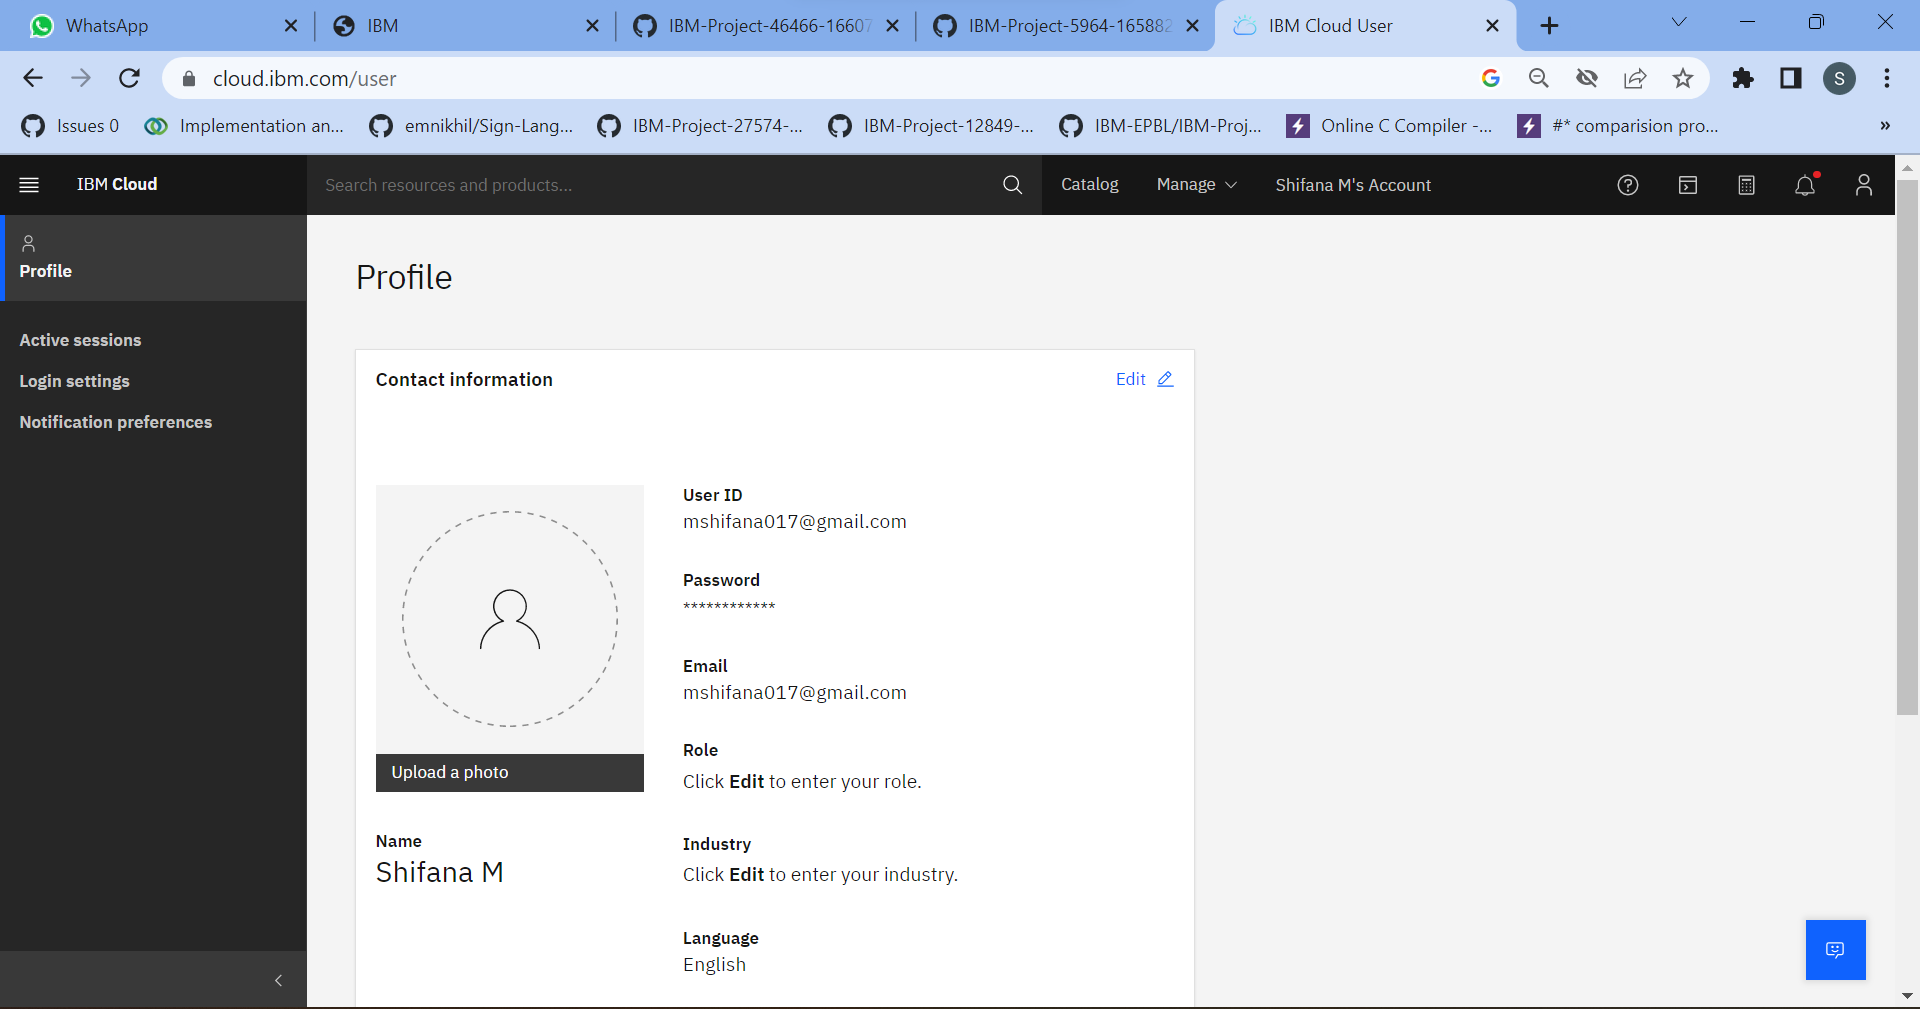 WhatsApp
IBM
IBM-Project-46466-16607
IBM-Project-5964-165882
IBM Cloud User
cloud.ibm.com/user
S
Issues 0
Implementation an...
emnikhil/Sign-Lang...
IBM-Project-27574-...
IBM-Project-12849-...
IBM-EPBL/IBM-Proj...
Online C Compiler -...
#* comparision pro...
»
IBM Cloud
Search resources and products...
Catalog
Manage
Shifana M's Account
Profile
Active sessions
Login settings
Notification preferences
Profile
Contact information
Edit
Upload a photo
Name
Shifana M
User ID
mshifana017@gmail.com
Password
************
Email
mshifana017@gmail.com
Role
Click Edit to enter your role.
Industry
Click Edit to enter your industry.
Language
English